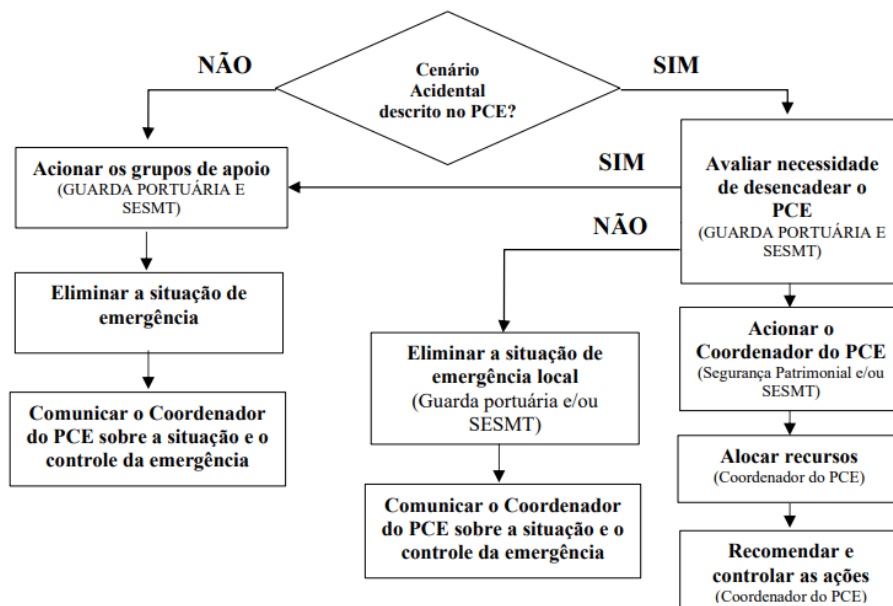 NÃO
Cenário
Acidental
descrito no PCE?
SIM
Acionar os grupos de apoio
(GUARDA PORTUÁRIA E
SESMT)
SIM
Avaliar necessidade
de desencadear o
PCE
(GUARDA PORTUÁRIA E
SESMT)
NÃO
Eliminar a situação de
emergência
Eliminar a situação de
emergência local
(Guarda portuária e/ou
SESMT)
Acionar o
Coordenador do PCE
(Segurança Patrimonial e/ou
SESMT)
Comunicar o Coordenador
do PCE sobre a situação e o
controle da emergência
Alocar recursos
(Coordenador do PCE)
Comunicar o Coordenador
do PCE sobre a situação e o
controle da emergência
Recomendar e
controlar as ações
(Coordenador do PCE)